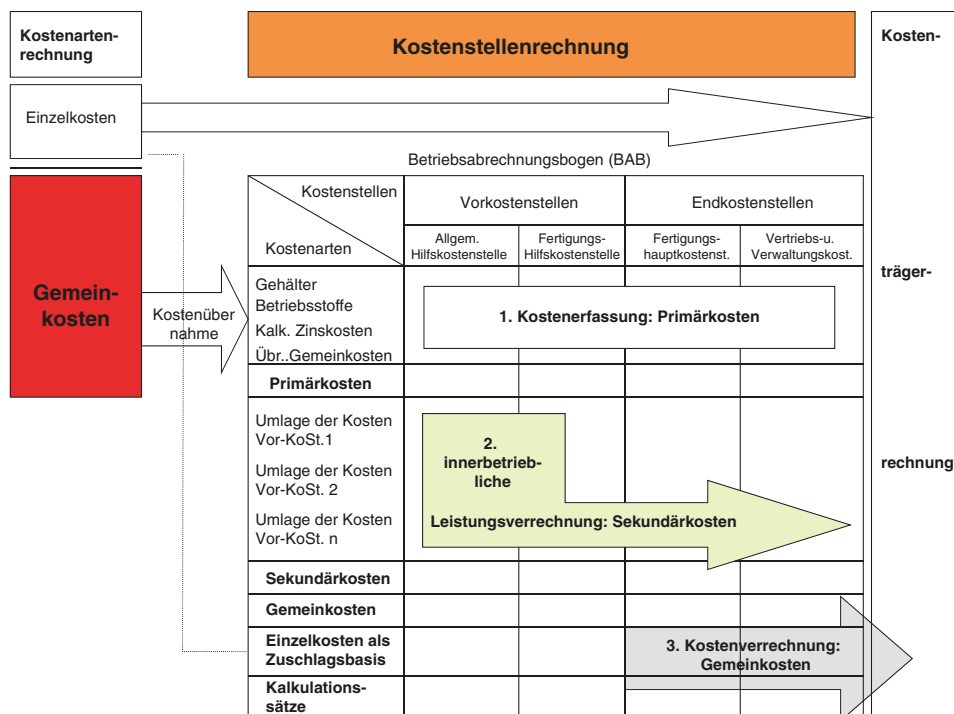 Kostenarten-
rechnung
Kostenstellenrechnung
Kosten-
Einzelkosten
Betriebsabrechnungsbogen (BAB)
Kostenstellen
Kostenarten
Vorkostenstellen
Endkostenstellen
Allgem.
Hilfskostenstelle
Fertigungs-
Hilfskostenstelle
Fertigungs-
hauptkostenst.
Vertriebs-u.
Verwaltungskost.
träger-
Gemein-
kosten
Kostenüber
nahme
Gehälter
Betriebsstoffe
Kalk. Zinskosten
Übr..Gemeinkosten
1. Kostenerfassung: Primärkosten
Primärkosten
Umlage der Kosten
Vor-KoSt.1
Umlage der Kosten
Vor-KoSt. 2
Umlage der Kosten
Vor-KoSt. n
2.
innerbetrieb-
liche
Leistungsverrechnung: Sekundärkosten
rechnung
Sekundärkosten
Gemeinkosten
Einzelkosten als
Zuschlagsbasis
3. Kostenverrechnung:
Gemeinkosten
Kalkulations-
sätze